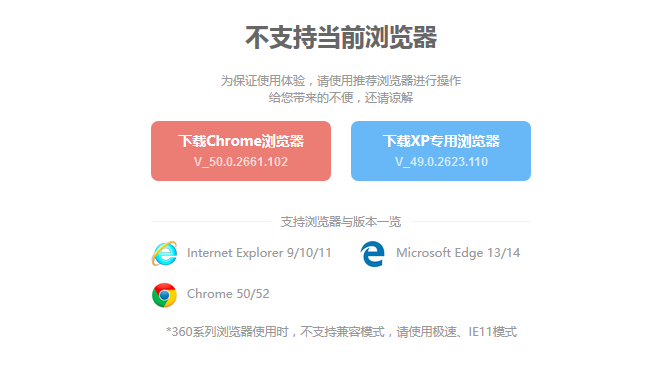 不支持当前浏览器
为保证使用体验，请使用推荐浏览器进行操作
给您带来的不便，还请谅解
下载Chrome浏览器
V_50.0.2661.102
下载XP专用浏览器
V_49.0.2623.110
支持浏览器与版本一览
Internet Explorer 9/10/11
Microsoft Edge 13/14
Chrome 50/52
*360系列浏览器使用时，不支持兼容模式，请使用极速、IE11模式